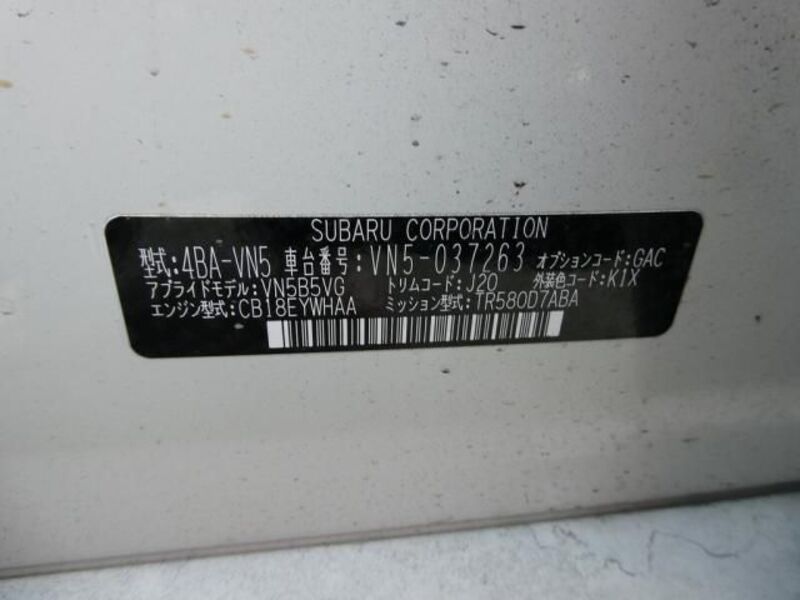 SUBARU CORPORATION
型式:4BA-VN5 車台番号:VN5-037263 オプションコード:GAC
アプライドモデル:VN5B5VG トリムコード:J20 外装色コード:K1X
エンジン型式:CB18EYWHAA ミッション型式:TR580D7ABA